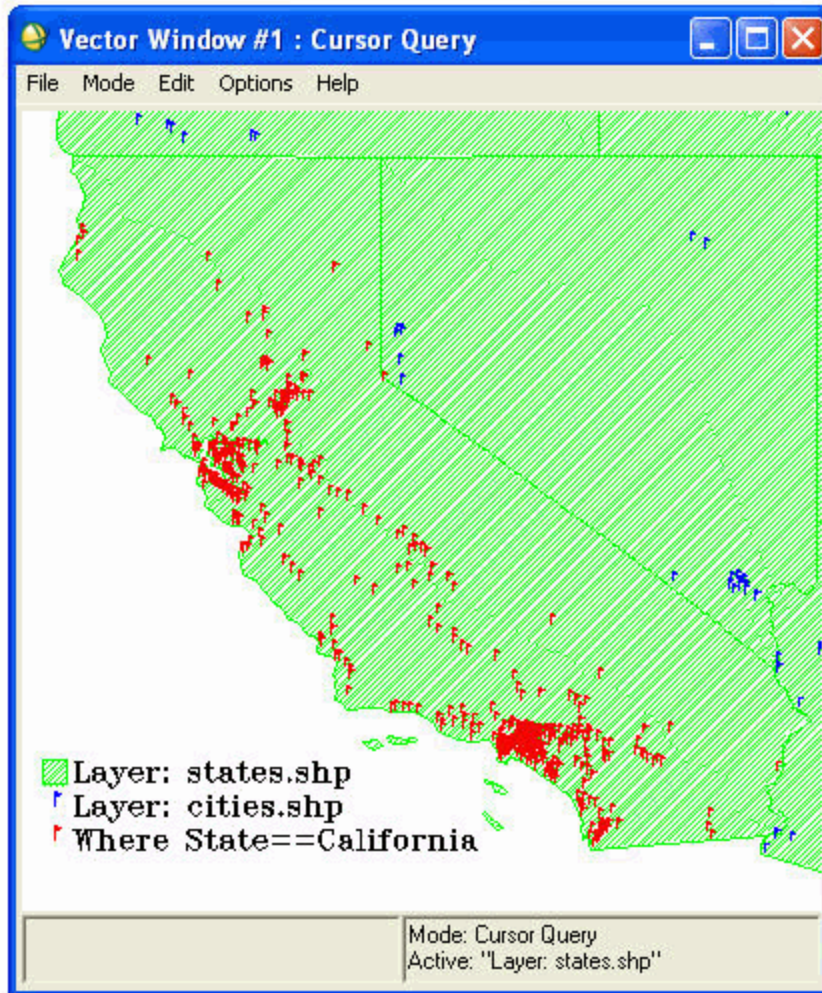 Vector Window #1 : Cursor Query
File Mode Edit Options Help
Layer: states.shp
Layer: cities.shp
Where State==California
Mode: Cursor Query
Active: "Layer: states.shp"